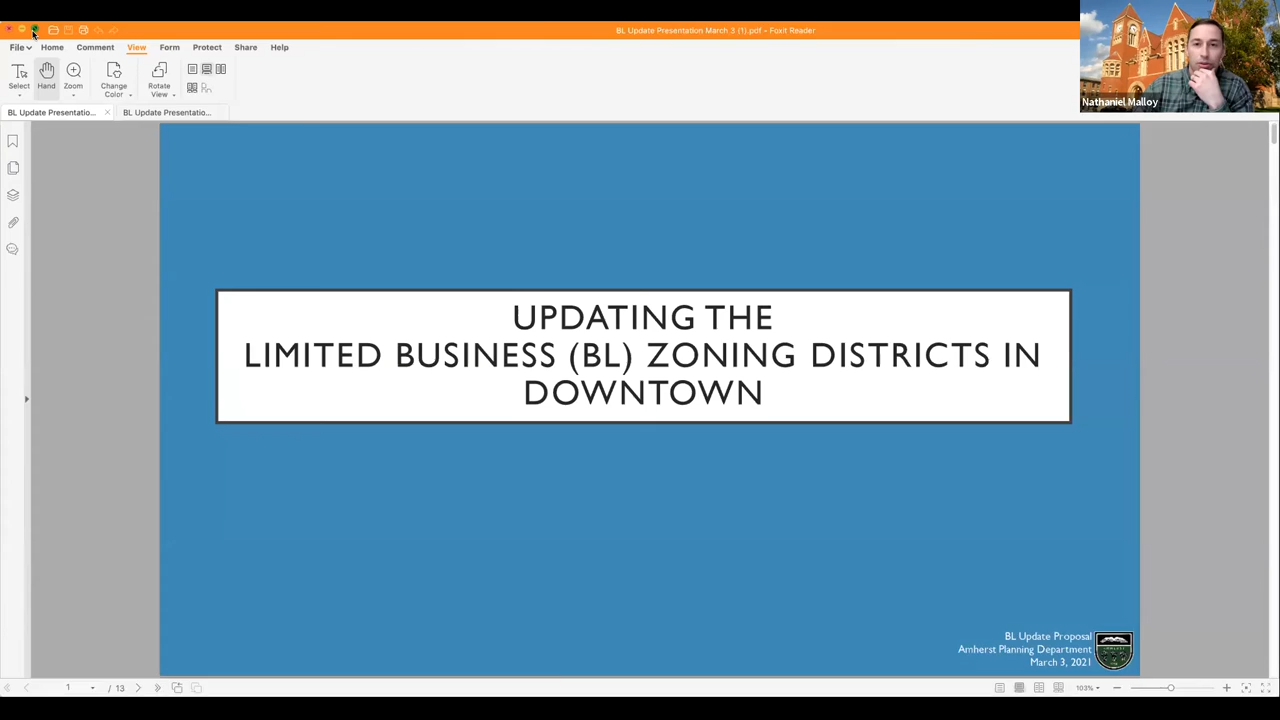 BL Update Presentation March 3 (1).pdf - Foxit Reader
File Home Comment View Form Protect Share Help
Select Hand Zoom Change Color Rotate View
BL Update Presentatio... BL Update Presentatio...
Nathaniel Malloy
UPDATING THE
LIMITED BUSINESS (BL) ZONING DISTRICTS IN
DOWNTOWN
BL Update Proposal
Amherst Planning Department
March 3, 2021
1 / 13 103%